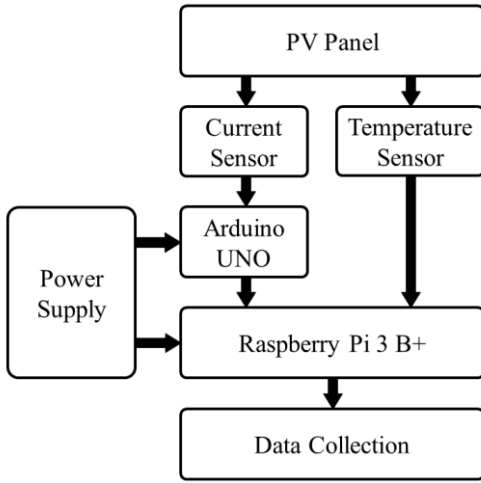 PV Panel
Current
Sensor
Temperature
Sensor
Arduino
UNO
Power
Supply
Raspberry Pi 3 B+
Data Collection